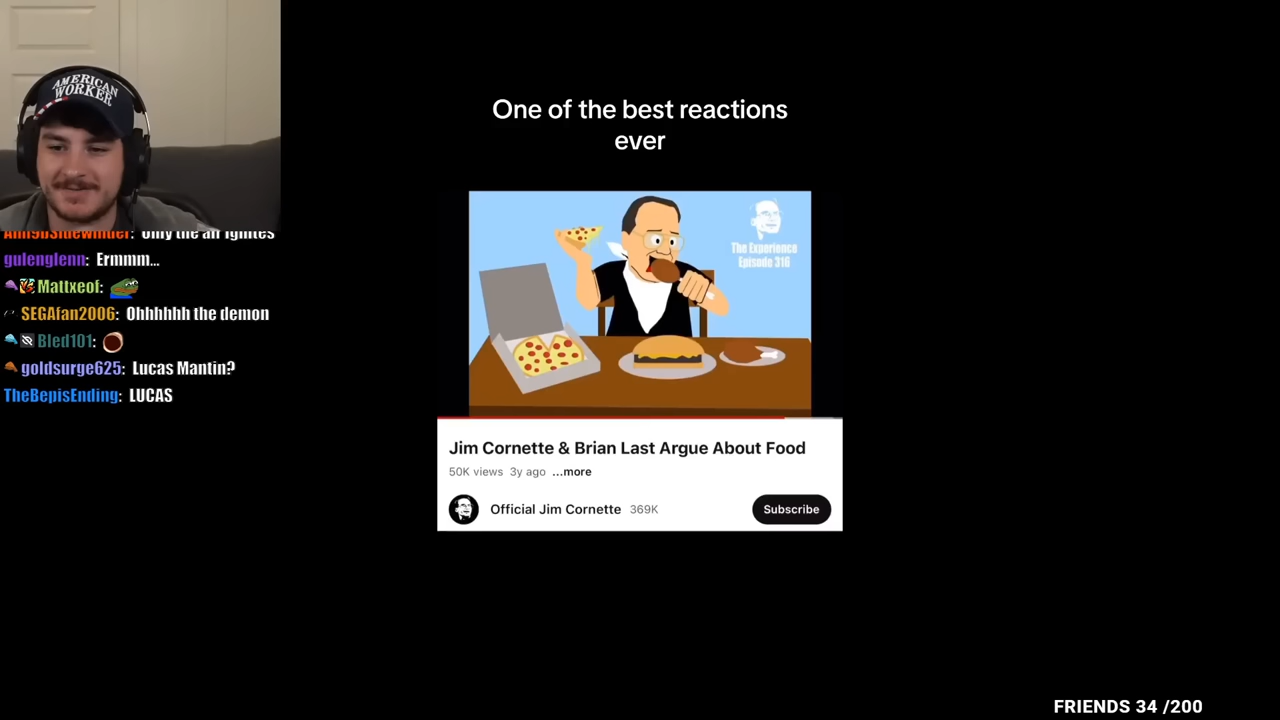 AMERICAN
WORKER
One of the best reactions
ever
The Experience
Episode 316
gulenglenn: Ermmm...
Mattxeof:
SEGAfan2006: Ohhhhhh the demon
Bled101:
goldsurge625: Lucas Mantin?
TheBepisEnding: LUCAS
Jim Cornette & Brian Last Argue About Food
50K views 3y ago ...more
Official Jim Cornette 369K
Subscribe
FRIENDS 34 /200